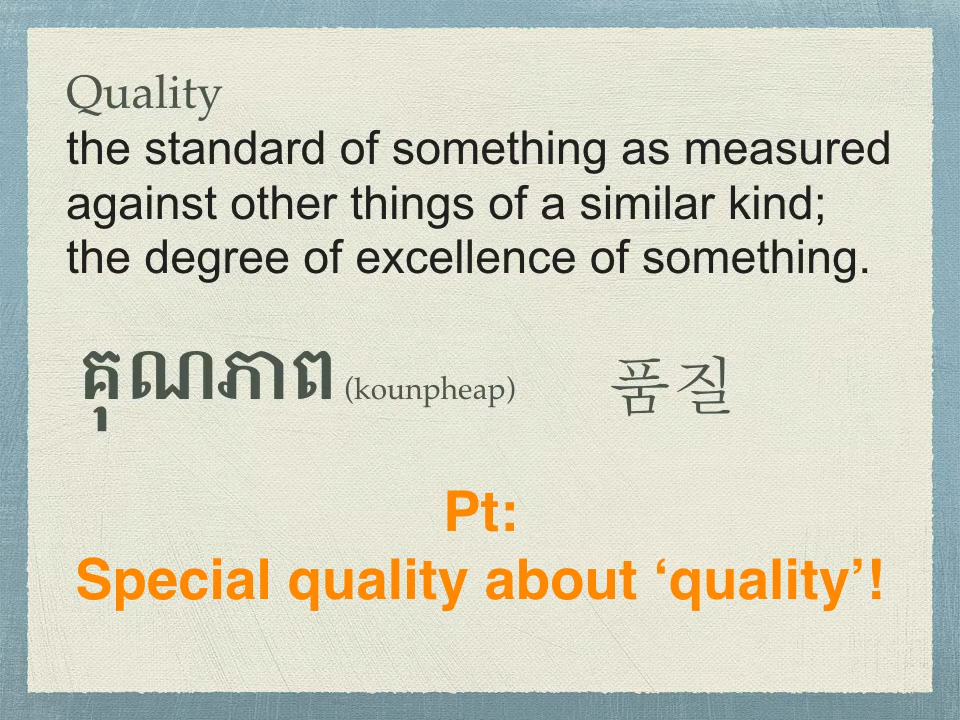 Quality
the standard of something as measured
against other things of a similar kind;
the degree of excellence of something.
គុណភាព (kounpheap) 품질
Pt:
Special quality about ‘quality’!